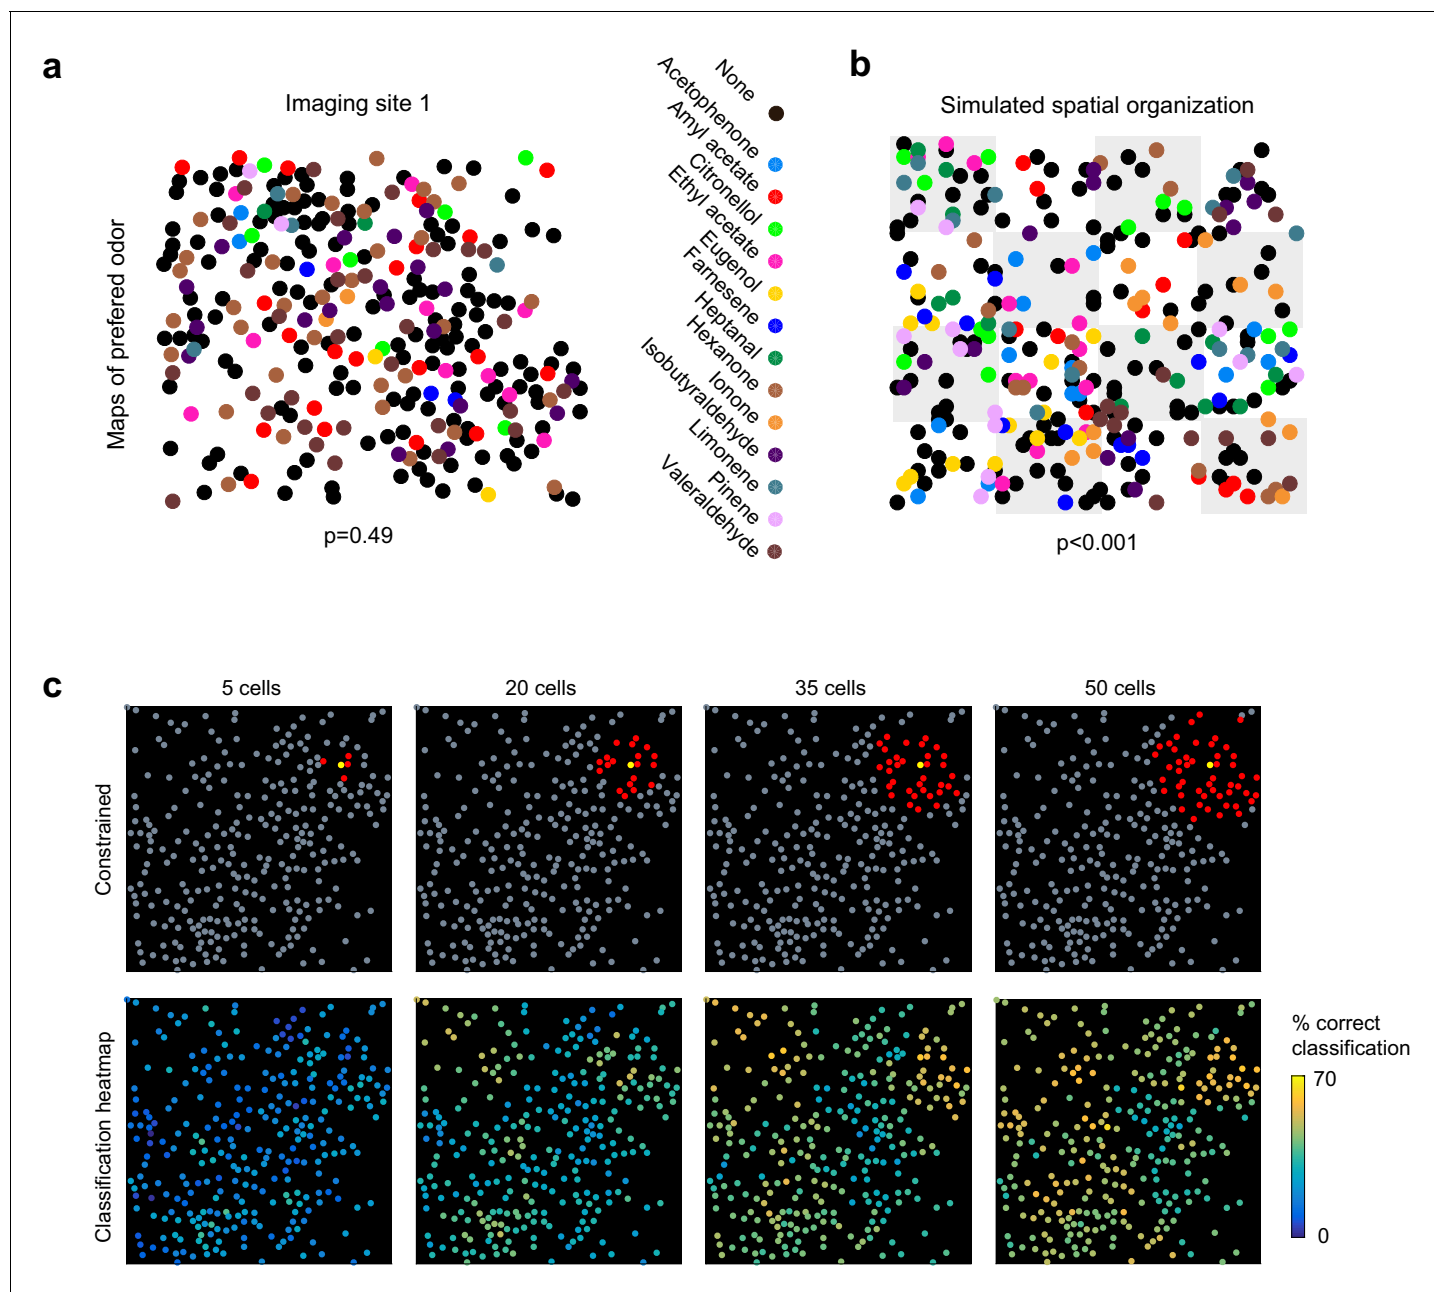 a
Imaging site 1
Maps of preferred odor
p=0.49
None
Acetophenone
Amyl acetate
Citronellol
Ethyl acetate
Eugenol
Farnesene
Heptanal
Hexanone
Ionone
Isobutyraldehyde
Limonene
Pinene
Valeraldehyde
b
Simulated spatial organization
p<0.001
c
5 cells
20 cells
35 cells
50 cells
Constrained
Classification heatmap
% correct
classification
70
0